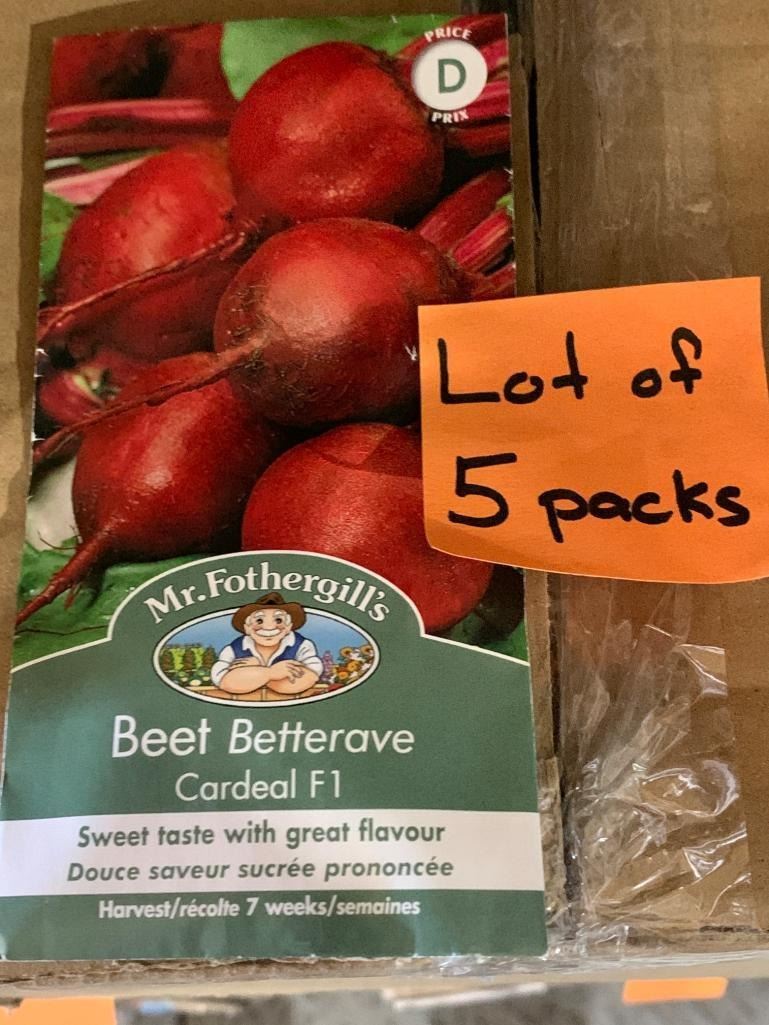 PRICE
D
PRIX
Lot of
5 packs
Mr. Fothergill's
Beet Betterave
Cardeal F1
Sweet taste with great flavour
Douce saveur sucrée prononcée
Harvest/récolte 7 weeks/semaines